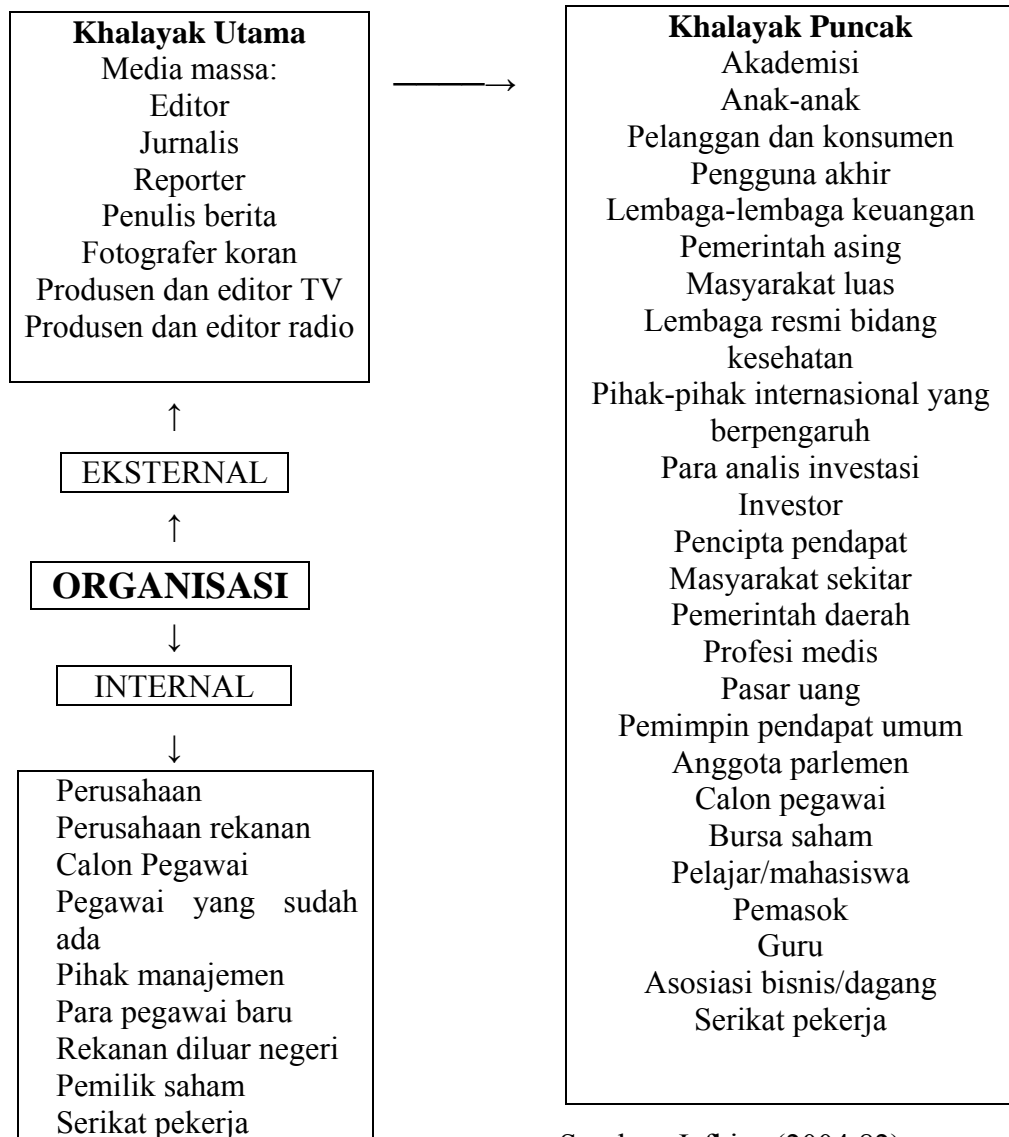 Khalayak Utama
Media massa:
Editor
Jurnalis
Reporter
Penulis berita
Fotografer koran
Produsen dan editor TV
Produsen dan editor radio
EKSTERNAL
ORGANISASI
INTERNAL
Perusahaan
Perusahaan rekanan
Calon Pegawai
Pegawai yang sudah
ada
Pihak manajemen
Para pegawai baru
Rekanan diluar negeri
Pemilik saham
Serikat pekerja
Khalayak Puncak
Akademisi
Anak-anak
Pelanggan dan konsumen
Pengguna akhir
Lembaga-lembaga keuangan
Pemerintah asing
Masyarakat luas
Lembaga resmi bidang
kesehatan
Pihak-pihak internasional yang
berpengaruh
Para analis investasi
Investor
Pencipta pendapat
Masyarakat sekitar
Pemerintah daerah
Profesi medis
Pasar uang
Pemimpin pendapat umum
Anggota parlemen
Calon pegawai
Bursa saham
Pelajar/mahasiswa
Pemasok
Guru
Asosiasi bisnis/dagang
Serikat pekerja